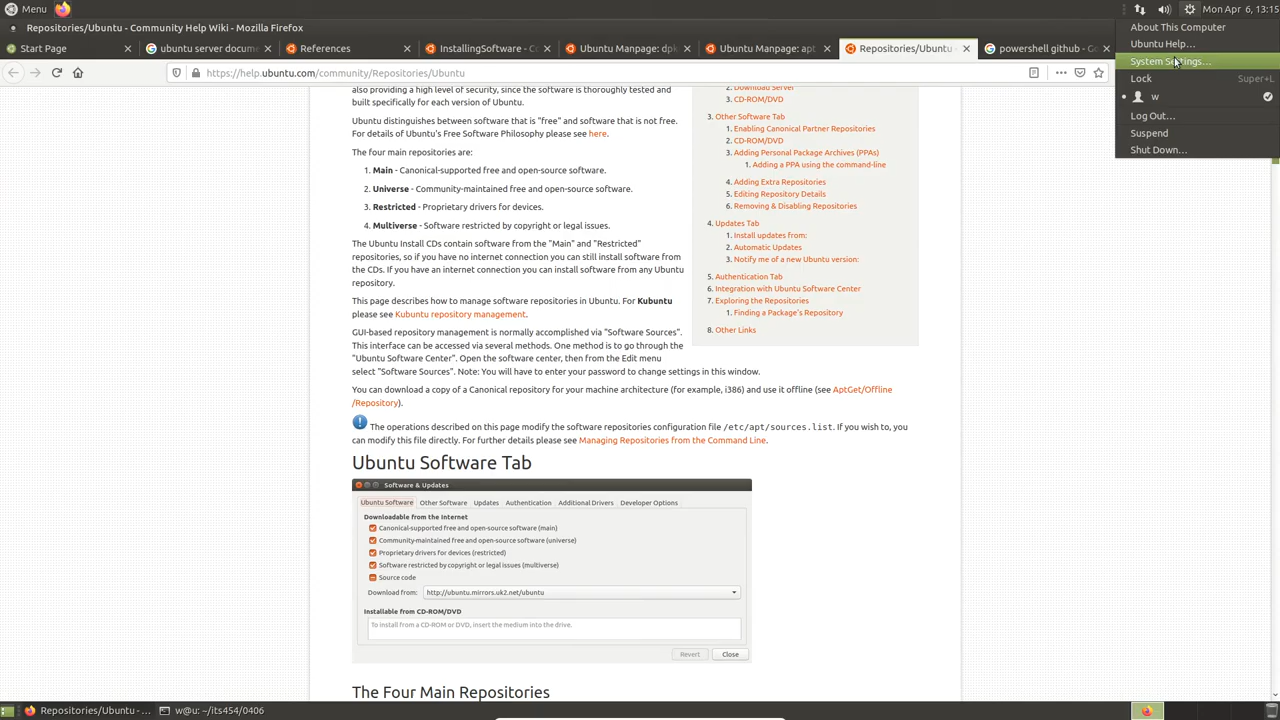 Menu
Mon Apr 6, 13:15
Repositories/Ubuntu - Community Help Wiki - Mozilla Firefox
Start Page
ubuntu server docume
References
InstallingSoftware - Co
Ubuntu Manpage: dpk
Ubuntu Manpage: apt
Repositories/Ubuntu -
powershell github - Go
https://help.ubuntu.com/community/Repositories/Ubuntu
About This Computer
Ubuntu Help…
System Settings…
Lock Super+L
w
Log Out…
Suspend
Shut Down…
also providing a high level of security, since the software is thoroughly tested and
built specifically for each version of Ubuntu.
Ubuntu distinguishes between software that is "free" and software that is not free.
For details of Ubuntu's Free Software Philosophy please see here.
The four main repositories are:
1. Main - Canonical-supported free and open-source software.
2. Universe - Community-maintained free and open-source software.
3. Restricted - Proprietary drivers for devices.
4. Multiverse - Software restricted by copyright or legal issues.
The Ubuntu Install CDs contain software from the "Main" and "Restricted"
repositories, so if you have no internet connection you can still install software from
the CDs. If you have an internet connection you can install software from any Ubuntu
repository.
This page describes how to manage software repositories in Ubuntu. For Kubuntu
please see Kubuntu repository management.
GUI-based repository management is normally accomplished via "Software Sources".
This interface can be accessed via several methods. One method is to go through the
"Ubuntu Software Center". Open the software center, then from the Edit menu
select "Software Sources". Note: You will have to enter your password to change settings in this window.
You can download a copy of a Canonical repository for your machine architecture (for example, i386) and use it offline (see AptGet/Offline
/Repository).
The operations described on this page modify the software repositories configuration file /etc/apt/sources.list. If you wish to, you
can modify this file directly. For further details please see Managing Repositories from the Command Line.
2. Download Server
3. CD-ROM/DVD
3. Other Software Tab
1. Enabling Canonical Partner Repositories
2. CD-ROM/DVD
3. Adding Personal Package Archives (PPAs)
1. Adding a PPA using the command-line
4. Adding Extra Repositories
5. Editing Repository Details
6. Removing & Disabling Repositories
4. Updates Tab
1. Install updates from:
2. Automatic Updates
3. Notify me of a new Ubuntu version:
5. Authentication Tab
6. Integration with Ubuntu Software Center
7. Exploring the Repositories
1. Finding a Package's Repository
8. Other Links
Ubuntu Software Tab
Software & Updates
Ubuntu Software Other Software Updates Authentication Additional Drivers Developer Options
Downloadable from the Internet
Canonical-supported free and open-source software (main)
Community-maintained free and open-source software (universe)
Proprietary drivers for devices (restricted)
Software restricted by copyright or legal issues (multiverse)
Source code
Download from: http://ubuntu.mirrors.uk2.net/ubuntu
Installable from CD-ROM/DVD
To install from a CD-ROM or DVD, insert the medium into the drive.
Revert Close
The Four Main Repositories
Repositories/Ubuntu -…
w@u: ~/its454/0406